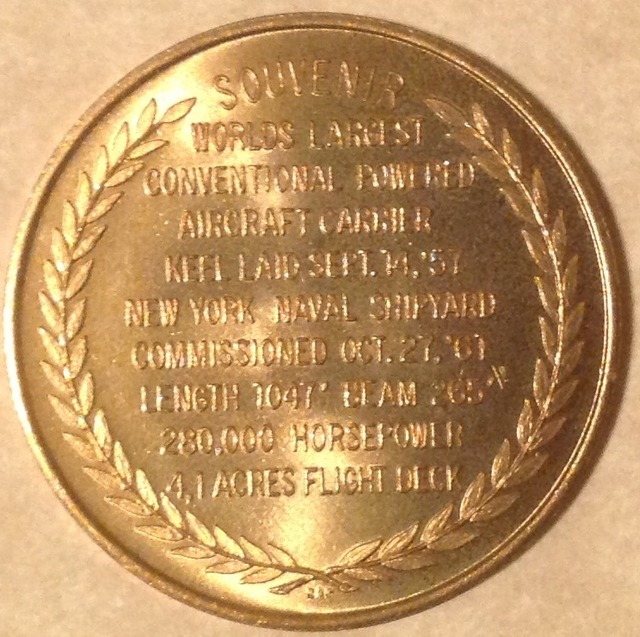 SOUVENIR
WORLDS LARGEST
CONVENTIONAL POWERED
AIRCRAFT CARRIER
KEEL LAID SEPT. 14,'57
NEW YORK NAVAL SHIPYARD
COMMISSIONED OCT. 27,'61
LENGTH 1047' BEAM 265'
280,000 HORSEPOWER
4,1 ACRES FLIGHT DECK